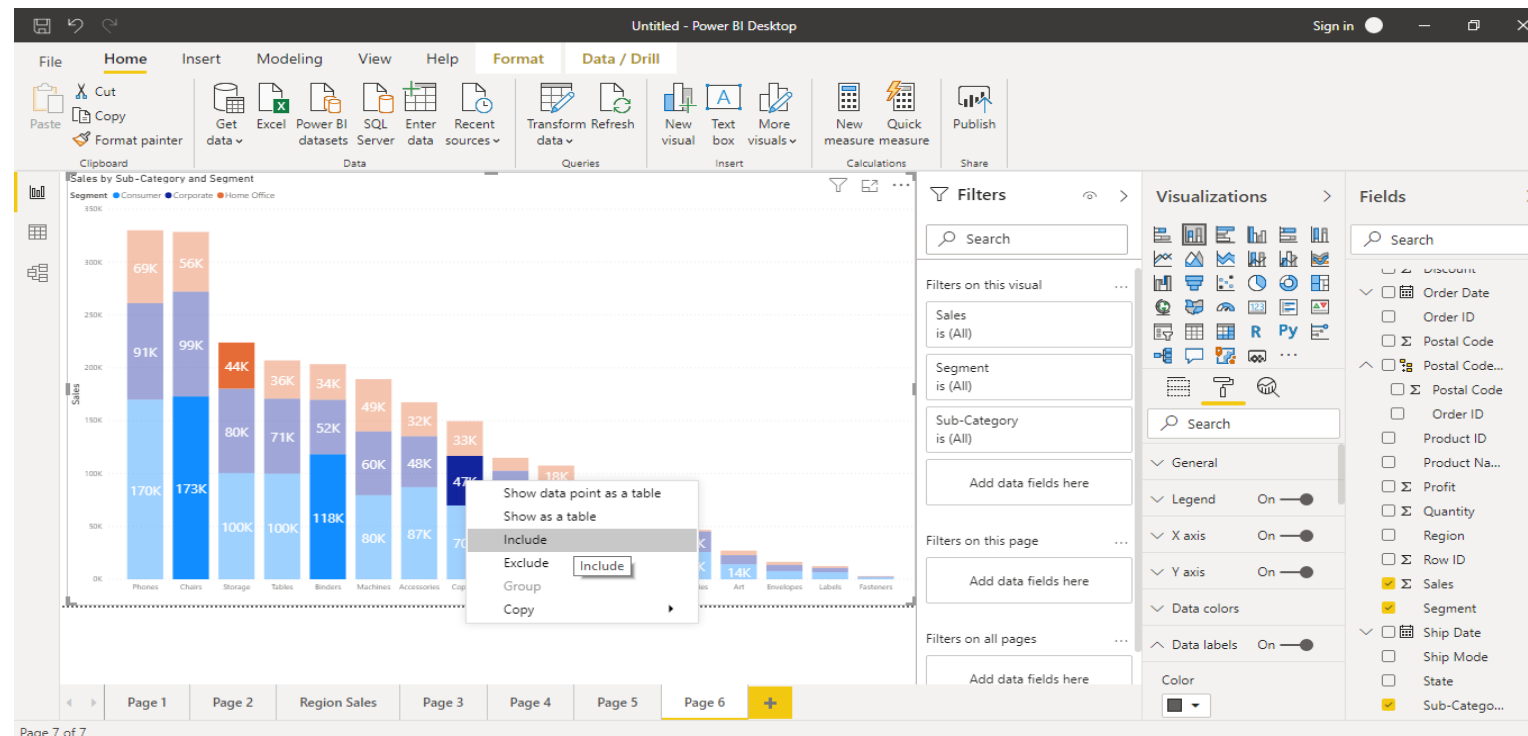 Untitled - Power BI Desktop
Sign in
File Home Insert Modeling View Help Format Data / Drill
Paste
Cut
Copy
Format painter
Clipboard
Get data
Excel
Power BI datasets
SQL Server
Enter data
Recent sources
Data
Transform data
Refresh
Queries
New visual
Text box
More visuals
Insert
New measure
Quick measure
Calculations
Publish
Share
Sales by Sub-Category and Segment
Segment Consumer Corporate Home Office
350K
300K
250K
200K
150K
100K
50K
0K
Sales
69K 56K
91K 99K
44K 36K 34K
49K 32K
33K
80K 71K 52K
60K 48K
47K
18K
170K 173K
100K 100K 118K
80K 87K
70
K
K 14K
Phones Chairs Storage Tables Binders Machines Accessories Cop
es Art Envelopes Labels Fasteners
Show data point as a table
Show as a table
Include
Exclude
Include
Group
Copy
Filters
Search
Filters on this visual ...
Sales
is (All)
Segment
is (All)
Sub-Category
is (All)
Add data fields here
Filters on this page ...
Add data fields here
Filters on all pages ...
Add data fields here
Visualizations
123
R Py
...
Search
General
Legend On
X axis On
Y axis On
Data colors
Data labels On
Color
Fields
Search
Discount
Order Date
Order ID
Postal Code
Postal Code...
Postal Code
Order ID
Product ID
Product Na...
Profit
Quantity
Region
Row ID
Sales
Segment
Ship Date
Ship Mode
State
Sub-Catego...
Page 1 Page 2 Region Sales Page 3 Page 4 Page 5 Page 6 +
Page 7 of 7